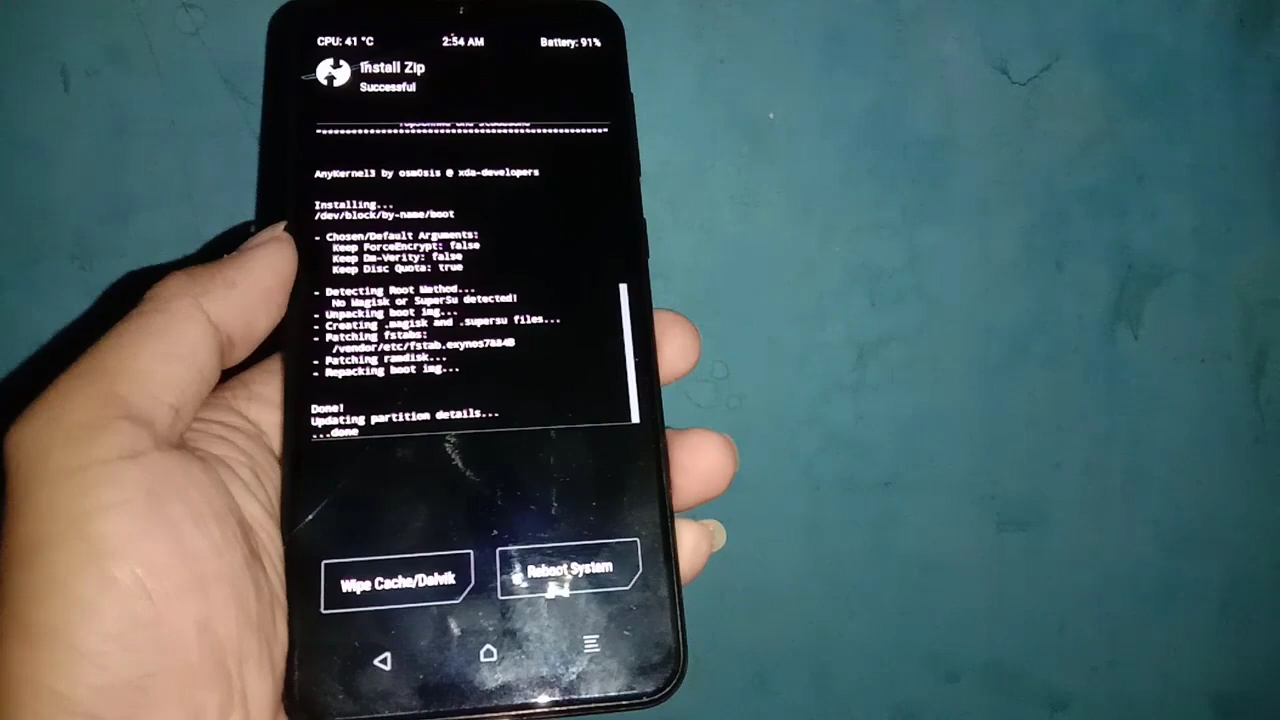 CPU: 41 °C 2:54 AM Battery: 91%
Install Zip
Successful
AnyKernel3 by osm0sis @ xda-developers
Installing...
/dev/block/by-name/boot
- Chosen/Default Arguments:
Keep ForceEncrypt: false
Keep Dm-Verity: false
Keep Disc Quota: true
- Detecting Root Method...
No Magisk or SuperSu detected!
- Unpacking boot img...
- Creating .magisk and .supersu files...
- Patching fstabs:
/vendor/etc/fstab.exynos7884B
- Patching ramdisk...
- Repacking boot img...
Done!
Updating partition details...
...done
Wipe Cache/Dalvik Reboot System